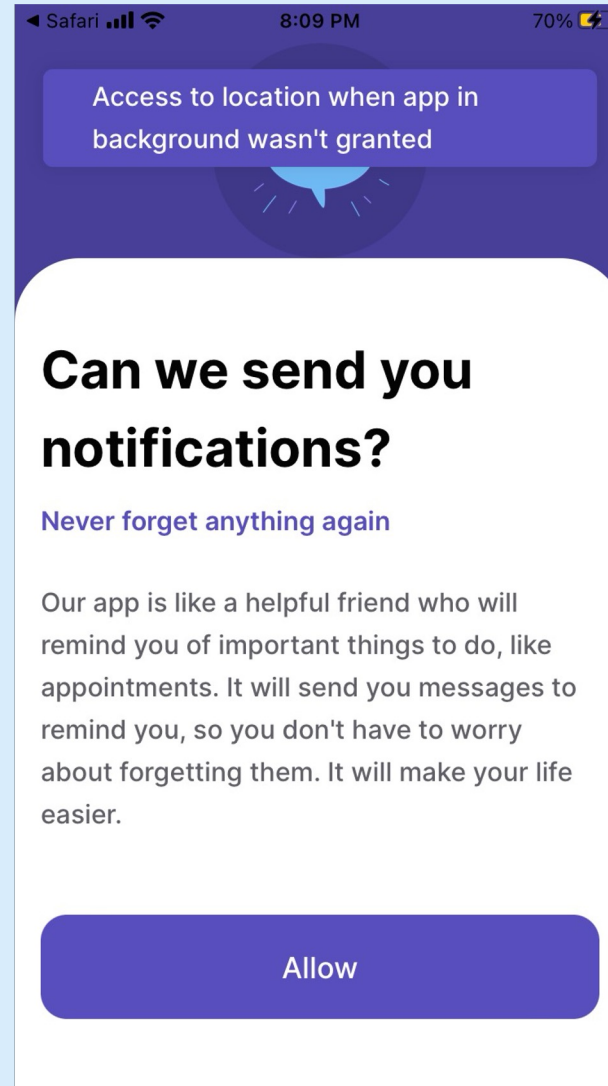 ◀ Safari 8:09 PM 70%
Access to location when app in
background wasn't granted
Can we send you
notifications?
Never forget anything again
Our app is like a helpful friend who will
remind you of important things to do, like
appointments. It will send you messages to
remind you, so you don't have to worry
about forgetting them. It will make your life
easier.
Allow